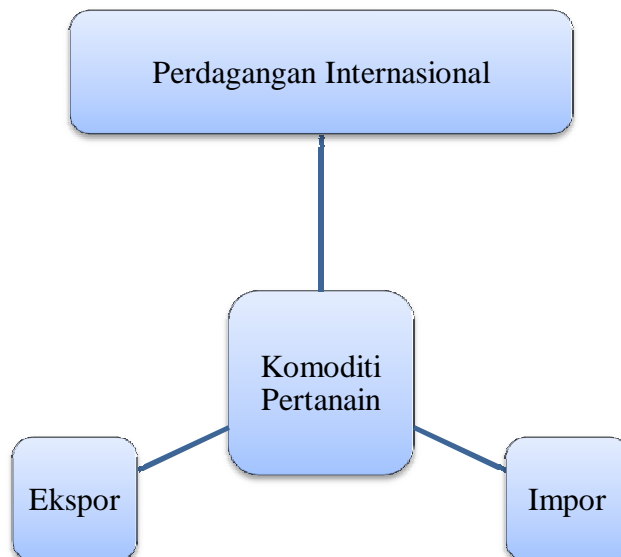 Perdagangan Internasional
Komoditi
Pertanain
Ekspor
Impor